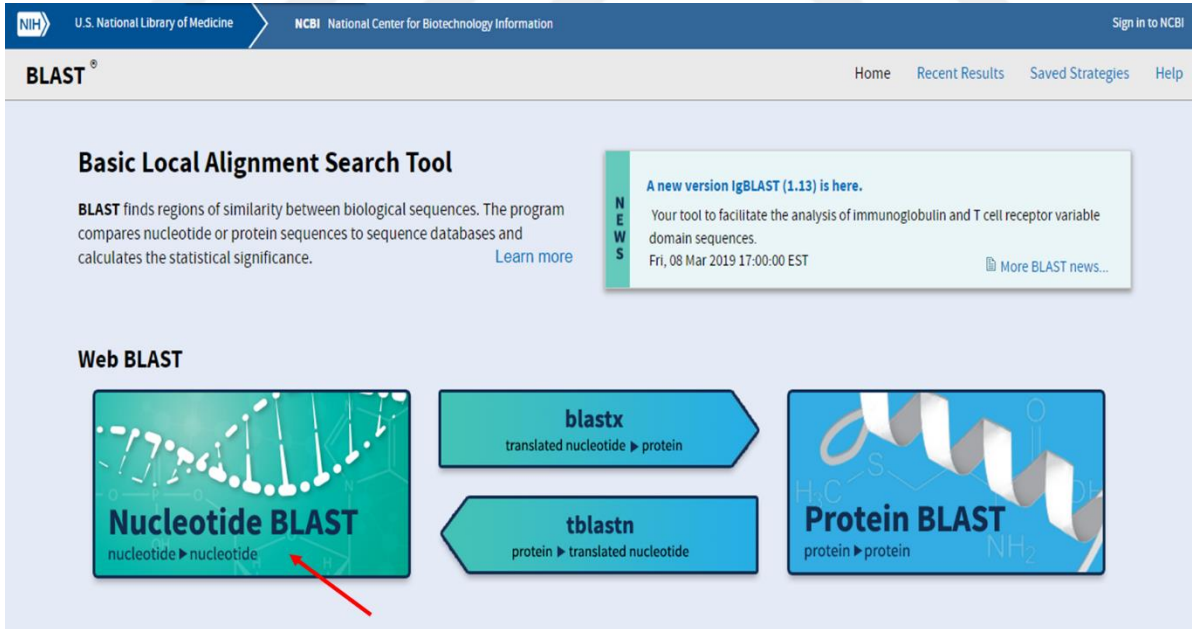 NIH U.S. National Library of Medicine NCBI National Center for Biotechnology Information Sign in to NCBI
BLAST ® Home Recent Results Saved Strategies Help
Basic Local Alignment Search Tool
BLAST finds regions of similarity between biological sequences. The program
compares nucleotide or protein sequences to sequence databases and
calculates the statistical significance. Learn more
NEWS
A new version IgBLAST (1.13) is here.
Your tool to facilitate the analysis of immunoglobulin and T cell receptor variable
domain sequences.
Fri, 08 Mar 2019 17:00:00 EST
More BLAST news...
Web BLAST
Nucleotide BLAST
nucleotide ▶ nucleotide
blastx
translated nucleotide ▶ protein
tblastn
protein ▶ translated nucleotide
H₃C
S
O
OH
NH₂
Protein BLAST
protein ▶ protein